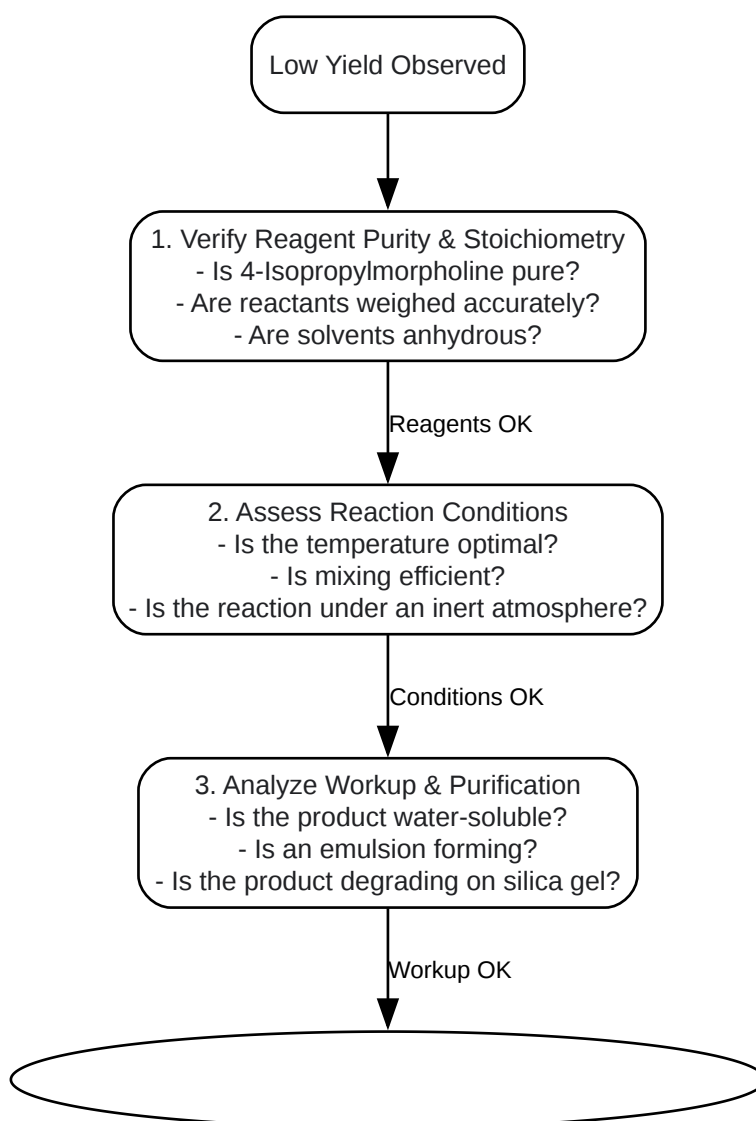 Low Yield Observed
1. Verify Reagent Purity & Stoichiometry
- Is 4-Isopropylmorpholine pure?
- Are reactants weighed accurately?
- Are solvents anhydrous?
Reagents OK
2. Assess Reaction Conditions
- Is the temperature optimal?
- Is mixing efficient?
- Is the reaction under an inert atmosphere?
Conditions OK
3. Analyze Workup & Purification
- Is the product water-soluble?
- Is an emulsion forming?
- Is the product degrading on silica gel?
Workup OK